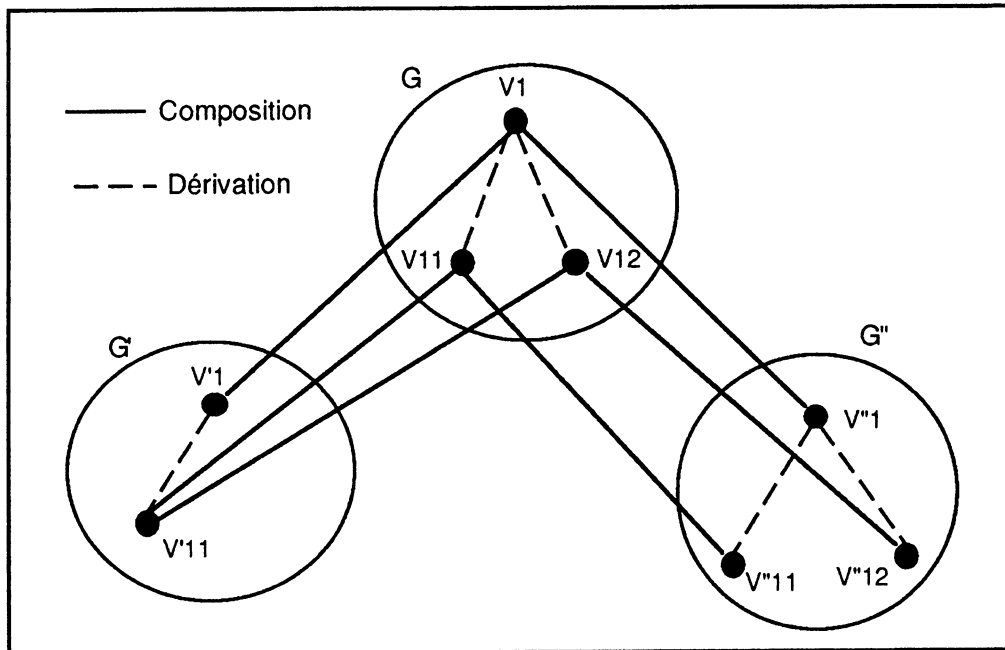 G
V1
Composition
Dérivation
V11
V12
G'
G"
V'1
V"1
V'11
V"11
V"12